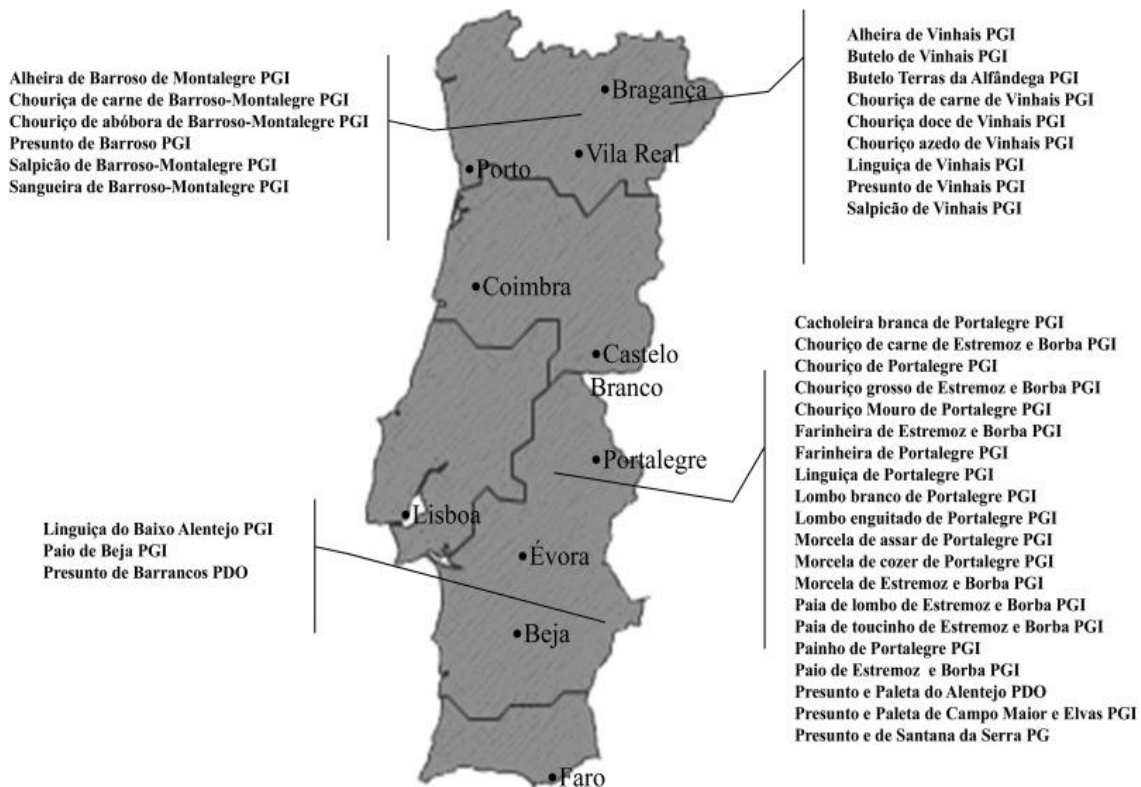 Alheira de Barroso de Montalegre PGI
Chouriça de carne de Barroso-Montalegre PGI
Chouriço de abóbora de Barroso-Montalegre PGI
Presunto de Barroso PGI
Salpicão de Barroso-Montalegre PGI
Sangueira de Barroso-Montalegre PGI
Alheira de Vinhais PGI
Butelo de Vinhais PGI
Butelo Terras da Alfândega PGI
Chouriça de carne de Vinhais PGI
Chouriça doce de Vinhais PGI
Chouriço azedo de Vinhais PGI
Linguiça de Vinhais PGI
Presunto de Vinhais PGI
Salpicão de Vinhais PGI
Bragança
Vila Real
Porto
Coimbra
Castelo
Branco
Portalegre
Lisboa
Évora
Beja
Faro
Linguiça do Baixo Alentejo PGI
Paio de Beja PGI
Presunto de Barrancos PDO
Cacholeira branca de Portalegre PGI
Chouriço de carne de Estremoz e Borba PGI
Chouriço de Portalegre PGI
Chouriço grosso de Estremoz e Borba PGI
Chouriço Mouro de Portalegre PGI
Farinheira de Estremoz e Borba PGI
Farinheira de Portalegre PGI
Linguiça de Portalegre PGI
Lombo branco de Portalegre PGI
Lombo enguitado de Portalegre PGI
Morcela de assar de Portalegre PGI
Morcela de cozer de Portalegre PGI
Morcela de Estremoz e Borba PGI
Paia de lombo de Estremoz e Borba PGI
Paia de toucinho de Estremoz e Borba PGI
Painho de Portalegre PGI
Paio de Estremoz e Borba PGI
Presunto e Paleta do Alentejo PDO
Presunto e Paleta de Campo Maior e Elvas PGI
Presunto e de Santana da Serra PG